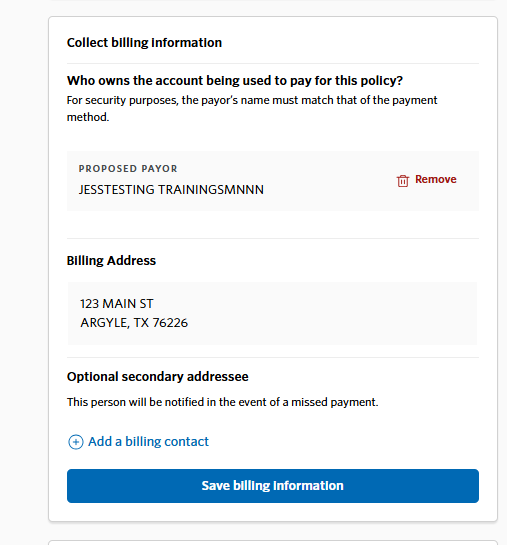 Collect billing information
Who owns the account being used to pay for this policy?
For security purposes, the payor's name must match that of the payment
method.
PROPOSED PAYOR
JESSTESTING TRAININGSMNNN
Remove
Billing Address
123 MAIN ST
ARGYLE, TX 76226
Optional secondary addressee
This person will be notified in the event of a missed payment.
Add a billing contact
Save billing information